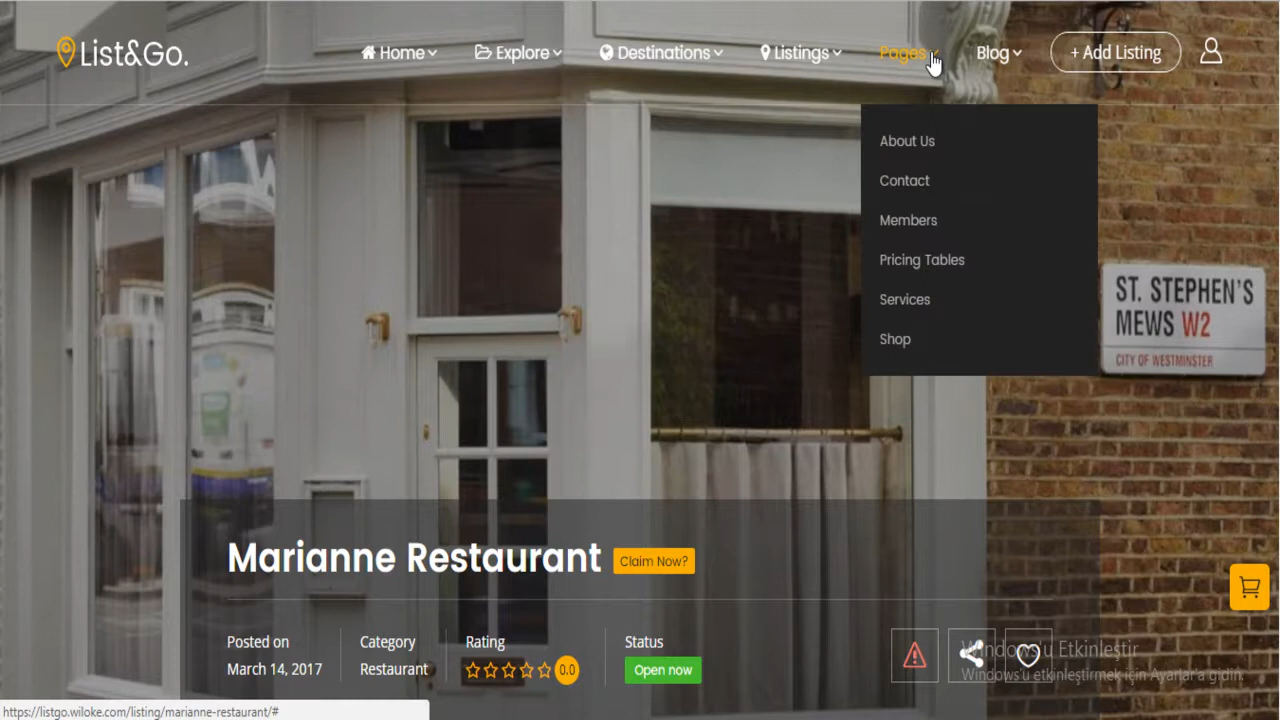 List&Go.
Home
Explore
Destinations
Listings
Pages
Blog
+ Add Listing
About Us
Contact
Members
Pricing Tables
Services
Shop
ST. STEPHEN'S
MEWS W2
CITY OF WESTMINSTER
Marianne Restaurant
Claim Now?
Posted on
March 14, 2017
Category
Restaurant
Rating
0.0
Status
Open now
Windows'u Etkinleştir
Windows'u etkinleştirmek için Ayarlar'a gidin.
https://listgo.wiloke.com/listing/marianne-restaurant/#